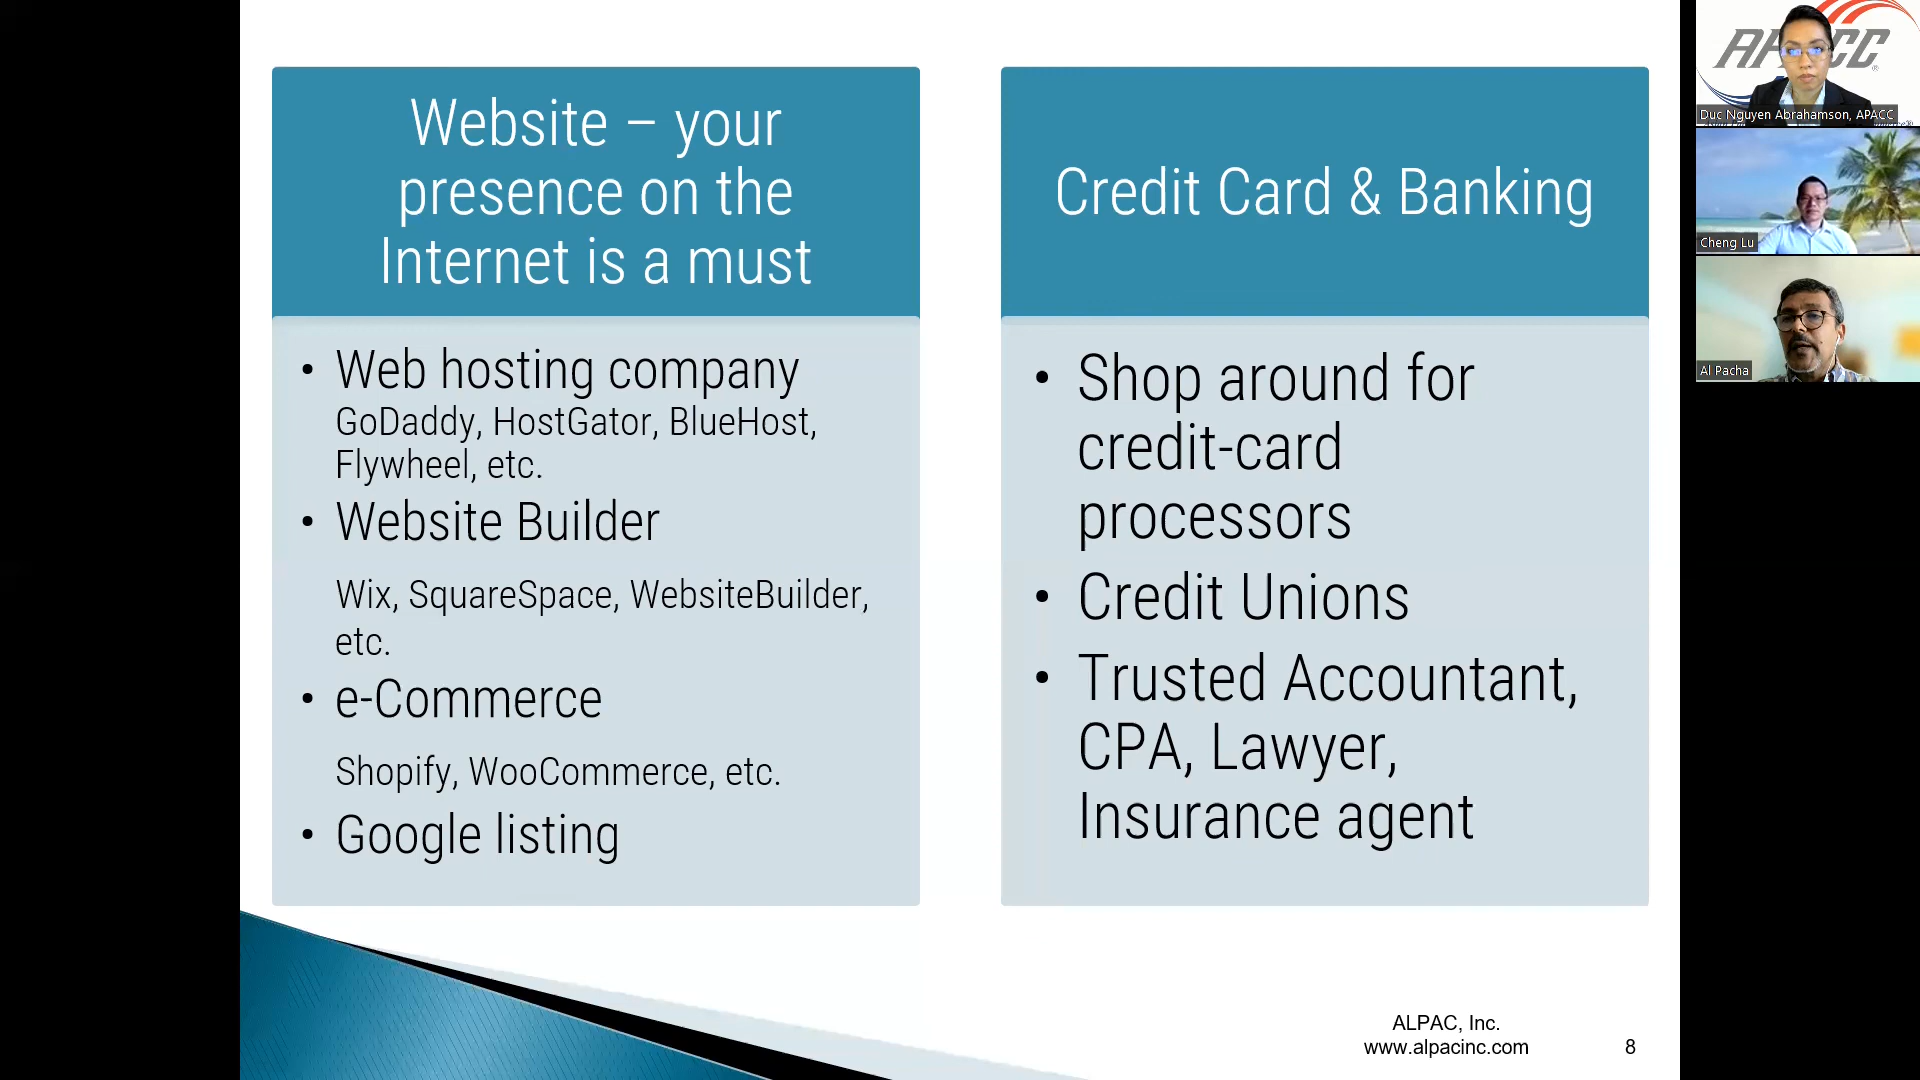 Website – your
presence on the
Internet is a must
• Web hosting company
GoDaddy, HostGator, BlueHost,
Flywheel, etc.
• Website Builder
Wix, SquareSpace, WebsiteBuilder,
etc.
• e-Commerce
Shopify, WooCommerce, etc.
• Google listing
Credit Card & Banking
• Shop around for
credit-card
processors
• Credit Unions
• Trusted Accountant,
CPA, Lawyer,
Insurance agent
ALPAC, Inc.
www.alpacinc.com
8
Duc Nguyen Abrahamson, APACC
Cheng Lu
Al Pacha